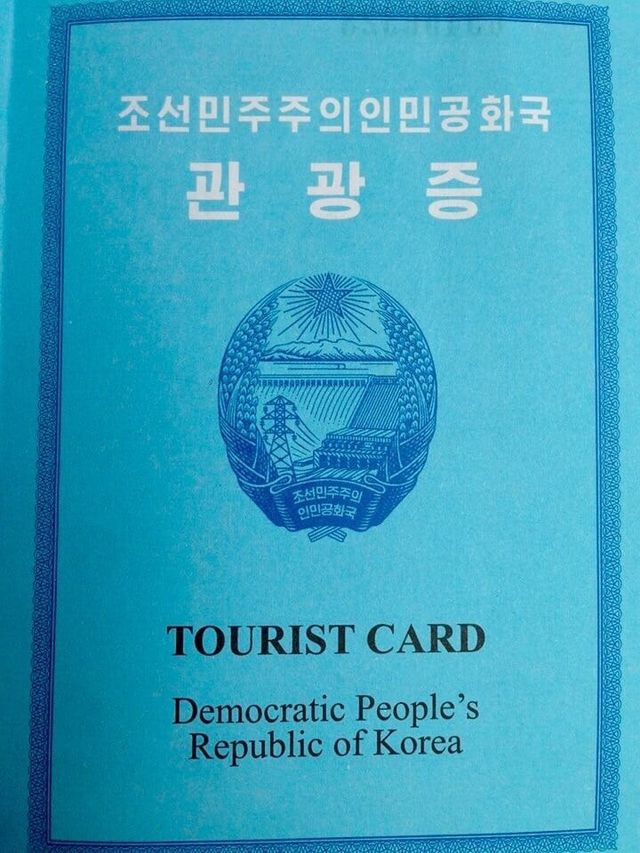 조선민주주의인민공화국
관 광 증
조선민주주의
인민공화국
TOURIST CARD
Democratic People's
Republic of Korea